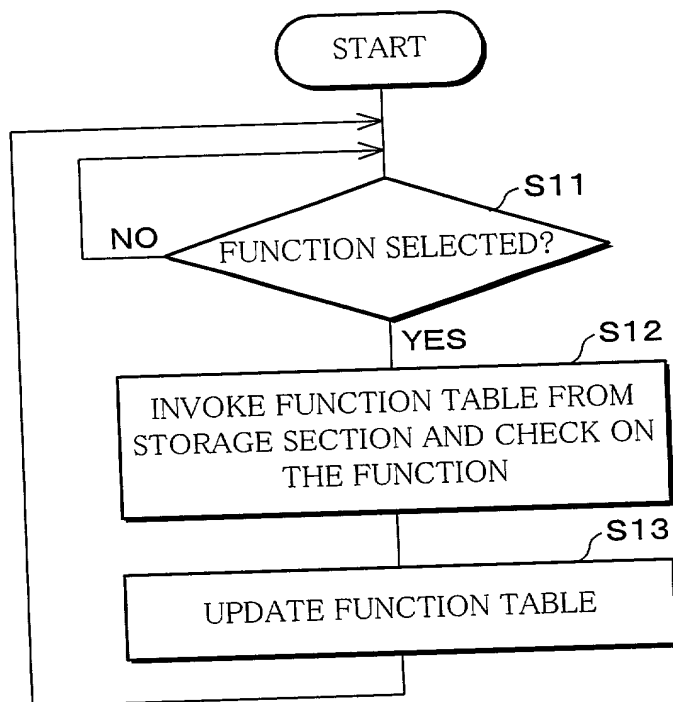 START
S11
NO
FUNCTION SELECTED?
YES
S12
INVOKE FUNCTION TABLE FROM
STORAGE SECTION AND CHECK ON
THE FUNCTION
S13
UPDATE FUNCTION TABLE